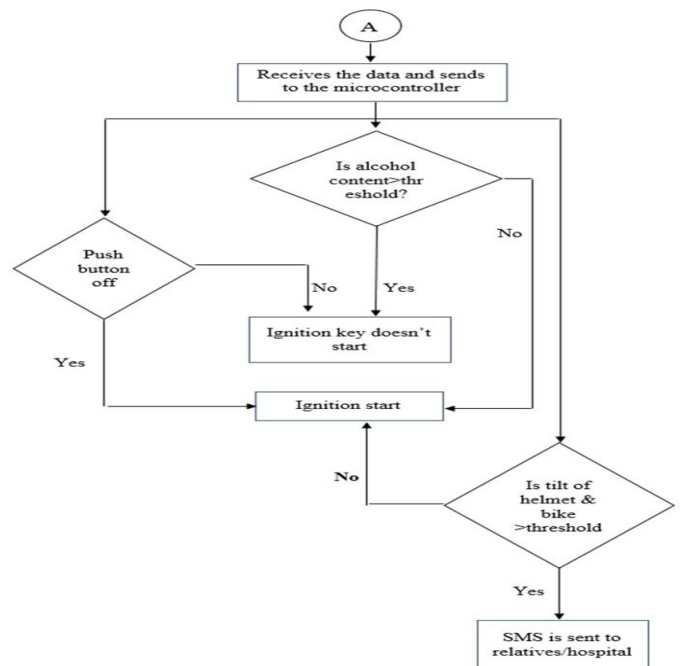 A
Receives the data and sends
to the microcontroller
Is alcohol
content>thr
eshold?
No
Push
button
off
No
Yes
Ignition key doesn't
start
Yes
Ignition start
No
Is tilt of
helmet &
bike
>threshold
Yes
SMS is sent to
relatives/hospital